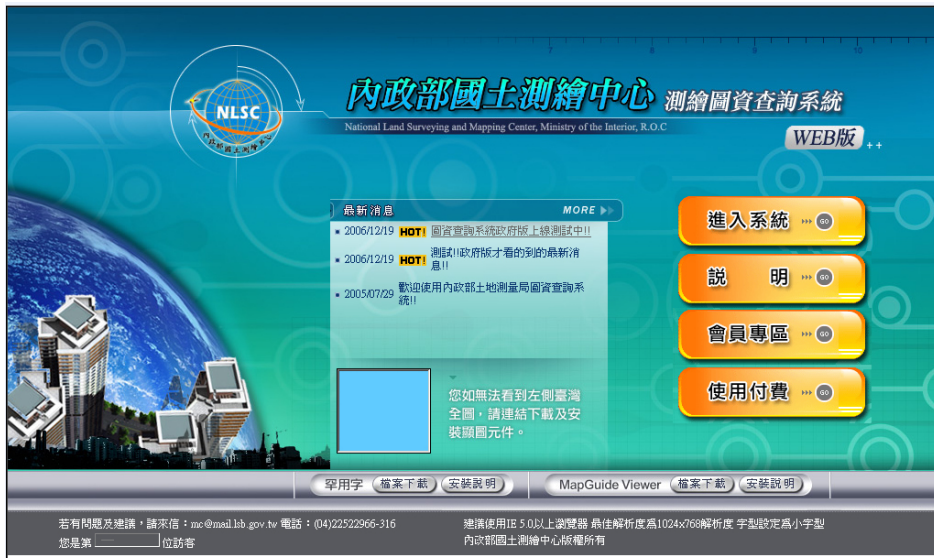 7 8 9 10
NLSC
內政部國土測繪中心
內政部國土測繪中心 測繪圖資查詢系統
National Land Surveying and Mapping Center, Ministry of the Interior, R.O.C
WEB版 ++
最新消息 MORE
2006/12/19 HOT! 圖資查詢系統政府版上線測試中!!
2006/12/19 HOT! 測試!!政府版才看的到的最新消
息!!
2005/07/29 歡迎使用內政部土地測量局圖資查詢系
統!!
進入系統 GO
説 明 GO
會員專區 GO
使用付費 GO
您如無法看到左側臺灣
全圖，請連結下載及安
裝顯圖元件。
罕用字 檔案下載 安裝說明 MapGuide Viewer 檔案下載 安裝說明
若有問題及建議，請來信：mc@mail.lsb.gov.tw 電話：(04)22522966-316
您是第 位訪客
建議使用IE 5.0以上瀏覽器 最佳解析度為1024x768解析度 字型設定為小字型
內政部國土測繪中心版權所有